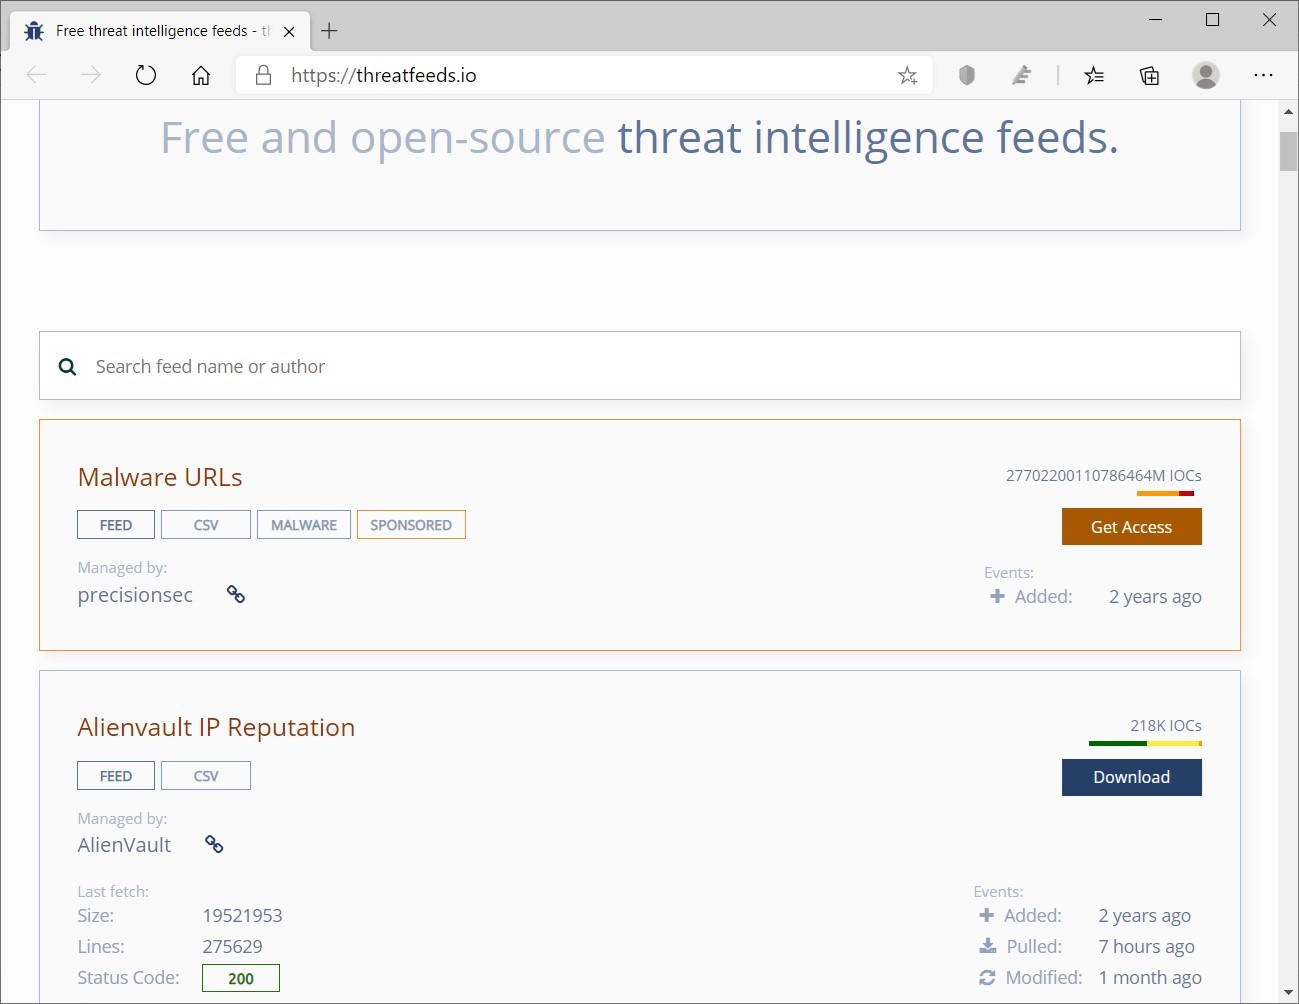 Free threat intelligence feeds - th
https://threatfeeds.io
Free and open-source threat intelligence feeds.
Search feed name or author
Malware URLs
27702200110786464M IOCs
FEED CSV MALWARE SPONSORED
Get Access
Managed by:
precisionsec
Events:
Added: 2 years ago
Alienvault IP Reputation
218K IOCs
FEED CSV
Download
Managed by:
AlienVault
Last fetch:
Size: 19521953
Lines: 275629
Status Code: 200
Events:
Added: 2 years ago
Pulled: 7 hours ago
Modified: 1 month ago